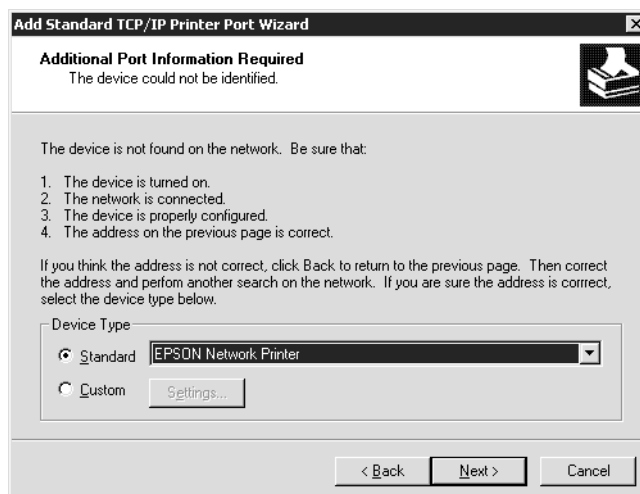 Add Standard TCP/IP Printer Port Wizard
Additional Port Information Required
The device could not be identified.
The device is not found on the network. Be sure that:
1. The device is turned on.
2. The network is connected.
3. The device is properly configured.
4. The address on the previous page is correct.
If you think the address is not correct, click Back to return to the previous page. Then correct
the address and perfom another search on the network. If you are sure the address is corrrect,
select the device type below.
Device Type
Standard EPSON Network Printer
Custom Settings...
< Back Next > Cancel